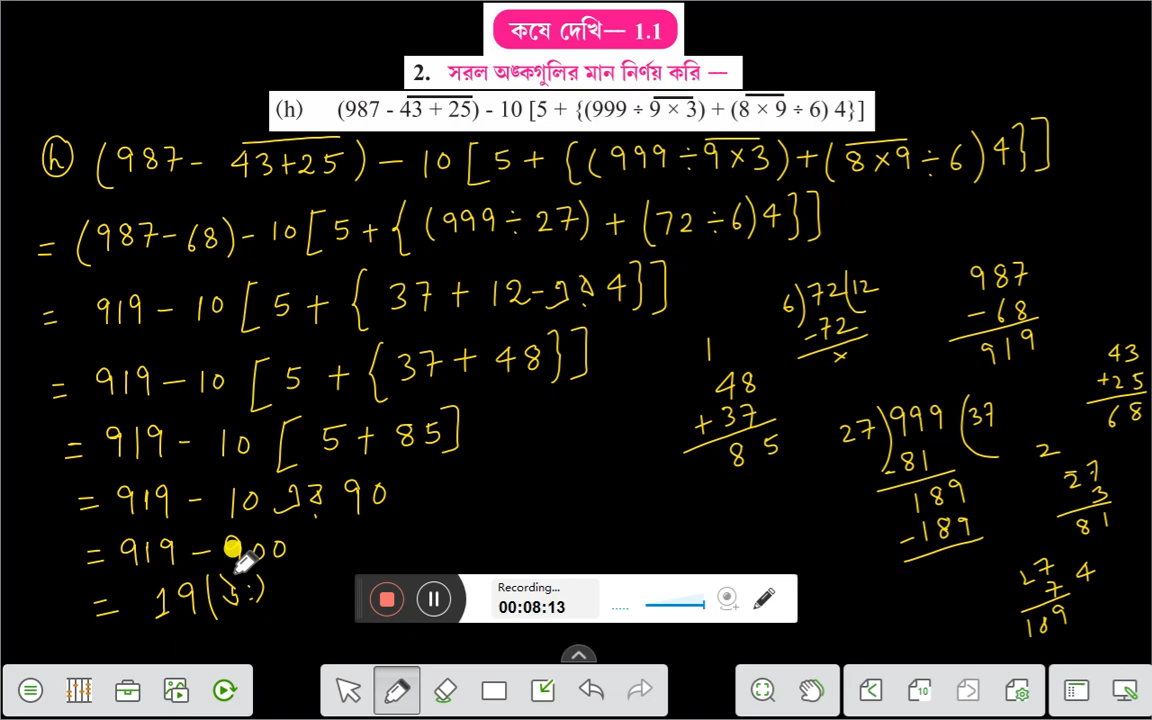 কষে দেখি— 1.1
2. সরল অঙ্কগুলির মান নির্ণয় করি —
(h) (987 - 43 + 25) - 10 [5 + {(999 ÷ 9 × 3) + (8 × 9 ÷ 6) 4}]
(h) (987 - 43+25) - 10 [5 + {(999 ÷ 9×3) + (8×9 ÷ 6) 4}]
= (987-68) - 10 [5 + {(999 ÷ 27) + (72 ÷ 6) 4}]
= 919 - 10 [5 + {37 + 12-এর 4}]
= 919 - 10 [5 + {37 + 48}]
= 919 - 10 [5 + 85]
= 919 - 10 এর 90
= 919 - 900
= 19 (উঃ)
6) 72 (12
-72
×
987
-68
919
43
+25
68
1
48
+37
85
27) 999 (37
-81
189
-189
2
27
3
81
4
27
7
189
Recording...
00:08:13
10